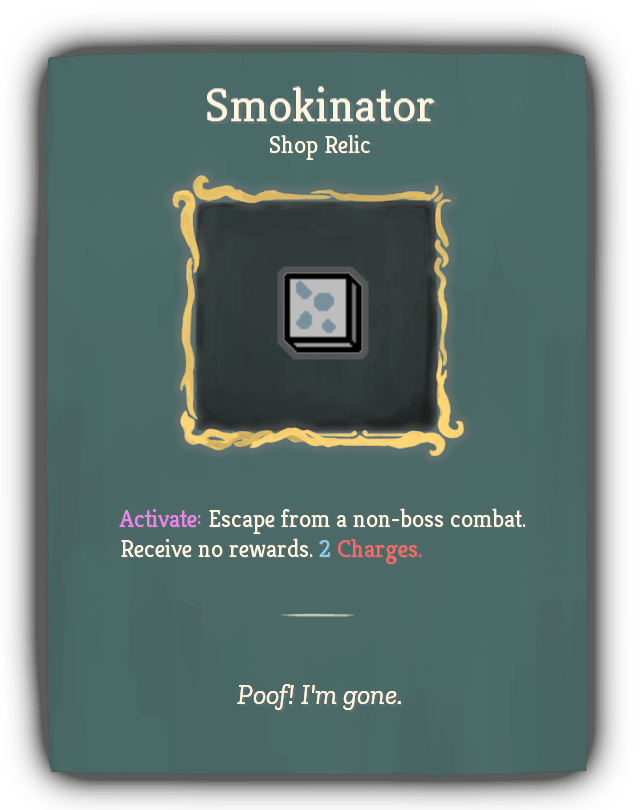 Smokinator
Shop Relic
Activate: Escape from a non-boss combat.
Receive no rewards. 2 Charges.
Poof! I'm gone.